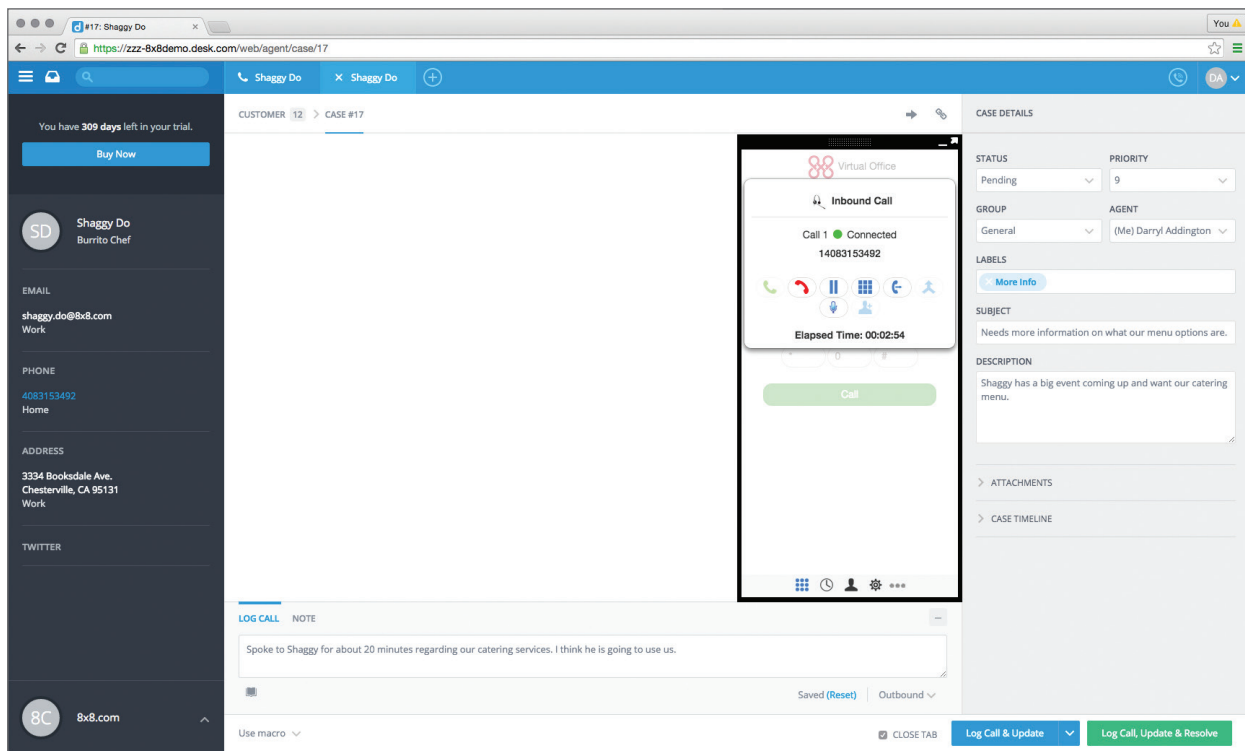 #17: Shaggy Do
You
https://zzz-8x8demo.desk.com/web/agent/case/17
Shaggy Do
Shaggy Do
DA
You have 309 days left in your trial.
Buy Now
SD
Shaggy Do
Burrito Chef
EMAIL
shaggy.do@8x8.com
Work
PHONE
4083153492
Home
ADDRESS
3334 Booksdale Ave.
Chesterville, CA 95131
Work
TWITTER
8C
8x8.com
CUSTOMER 12 > CASE #17
Virtual Office
Inbound Call
Call 1 Connected
14083153492
Elapsed Time: 00:02:54
* 0 #
Call
LOG CALL NOTE
Spoke to Shaggy for about 20 minutes regarding our catering services. I think he is going to use us.
Saved (Reset) Outbound
Use macro
CLOSE TAB
Log Call & Update
Log Call, Update & Resolve
CASE DETAILS
STATUS PRIORITY
Pending 9
GROUP AGENT
General (Me) Darryl Addington
LABELS
More Info
SUBJECT
Needs more information on what our menu options are.
DESCRIPTION
Shaggy has a big event coming up and want our catering
menu.
ATTACHMENTS
CASE TIMELINE